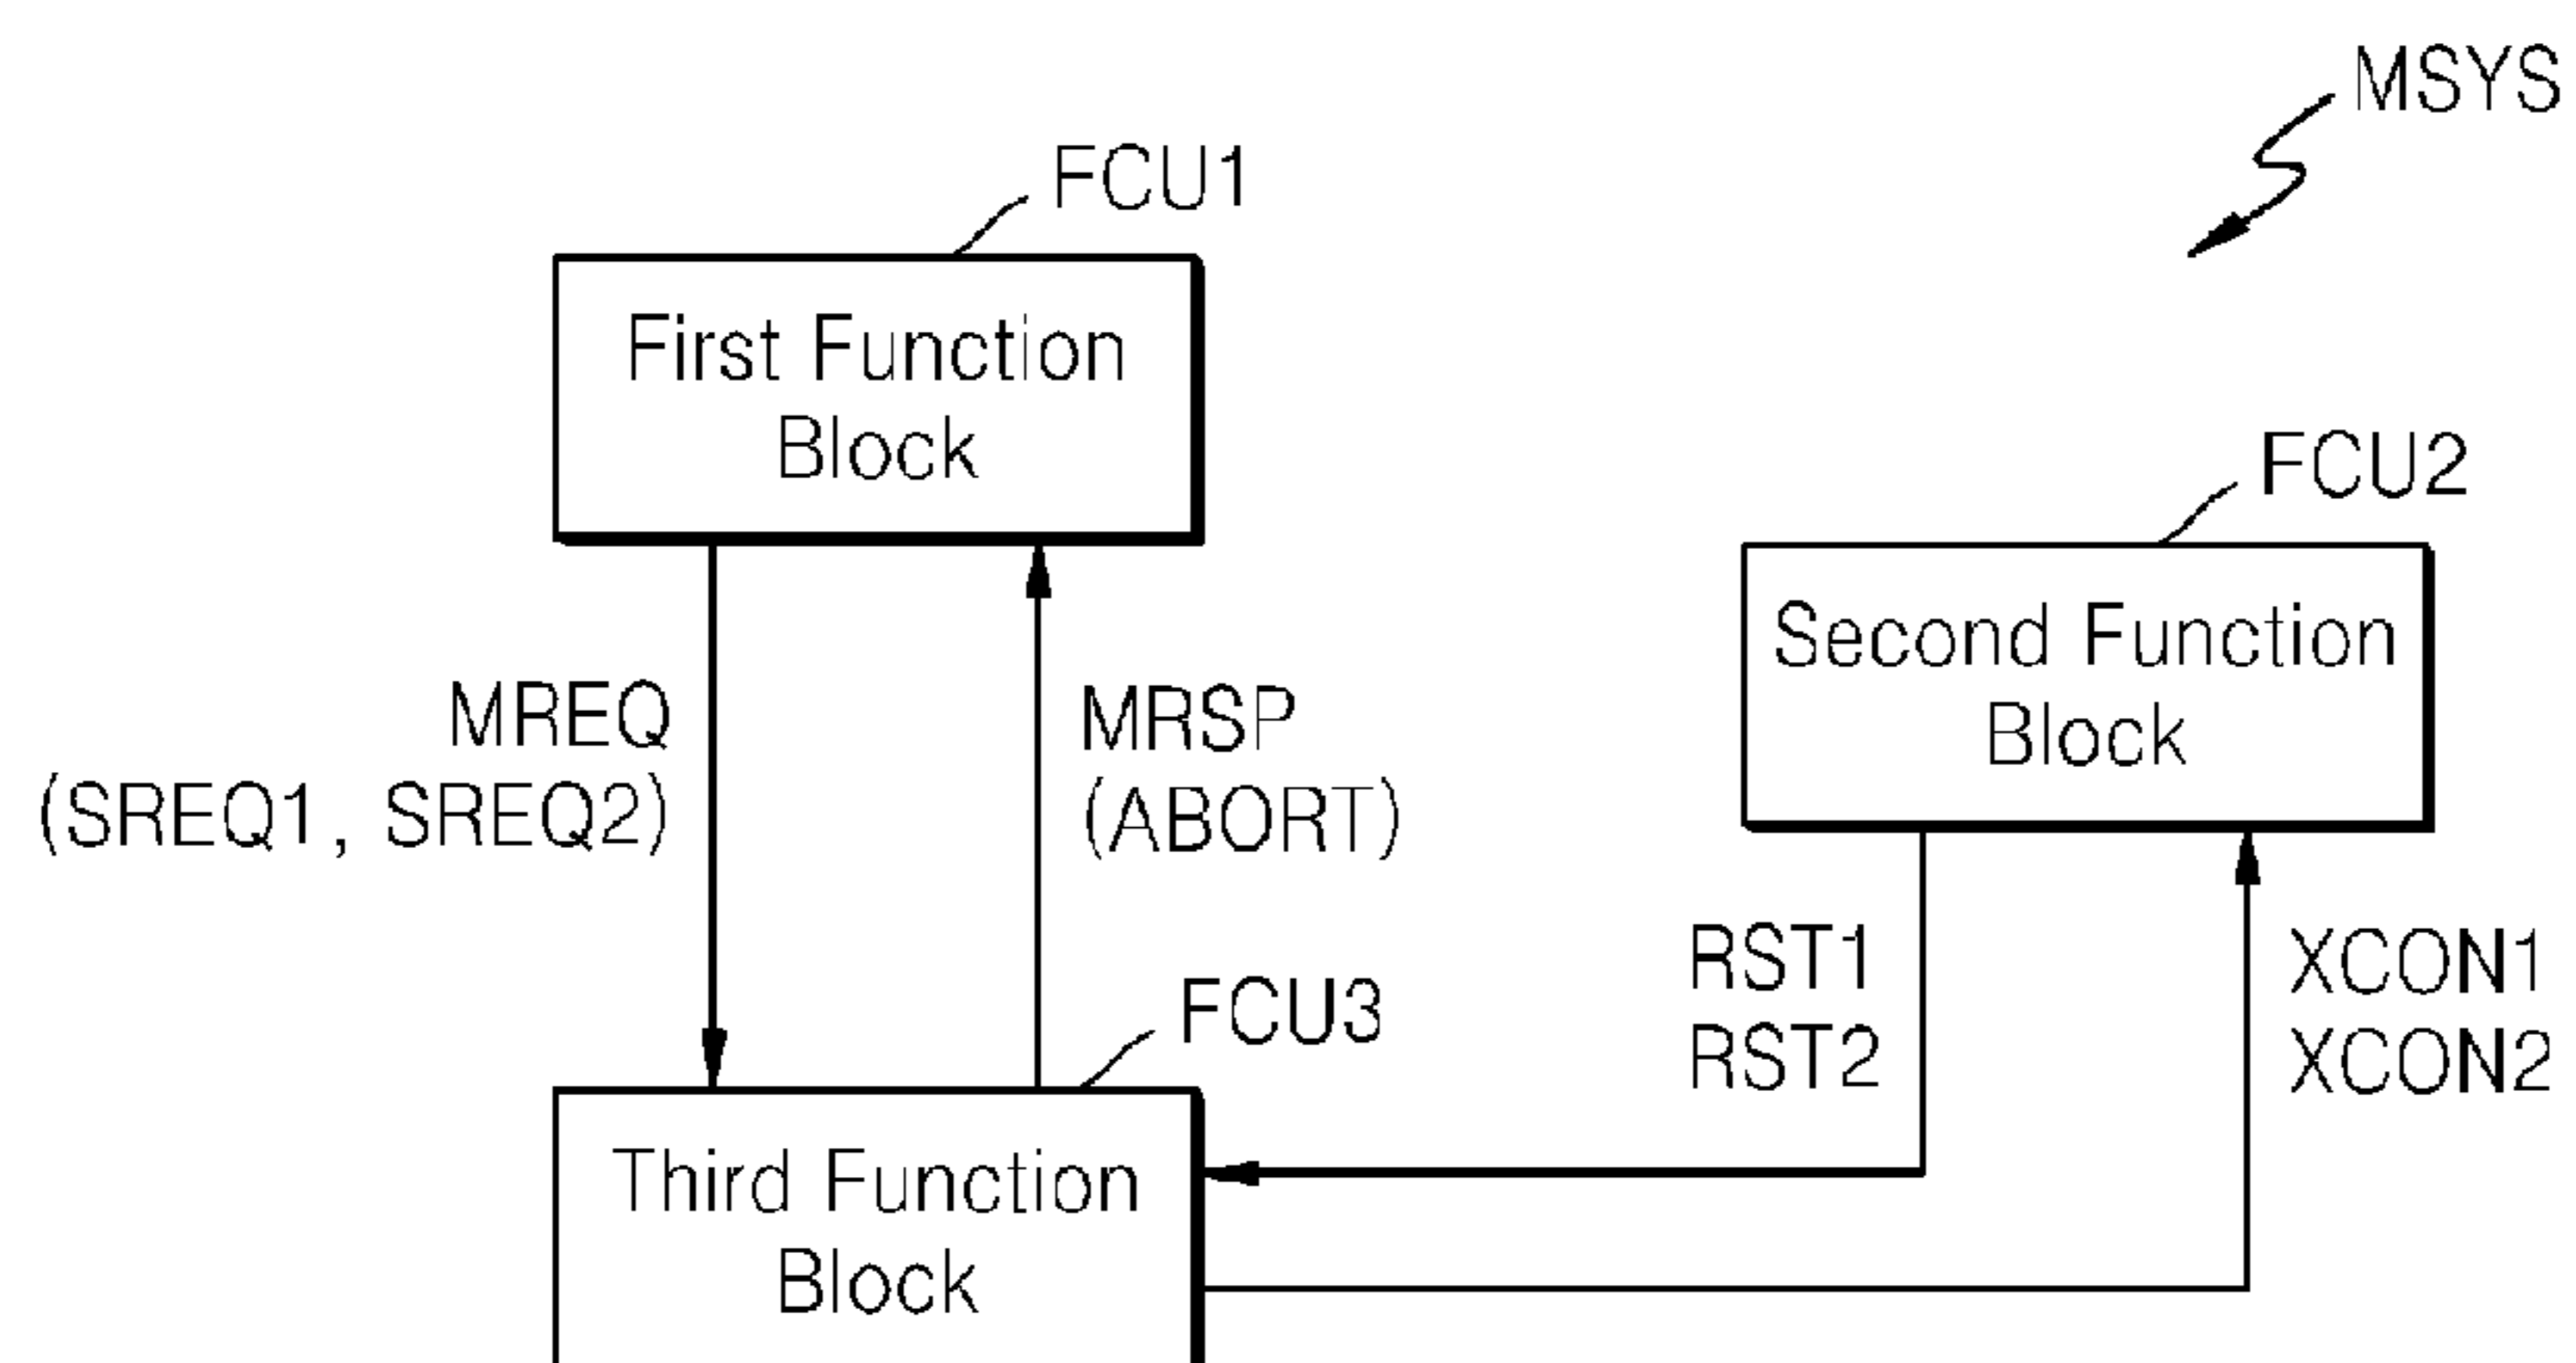 MSYS
FCU1
First Function
Block
FCU2
Second Function
Block
MREQ
(SREQ1, SREQ2)
MRSP
(ABORT)
RST1
RST2
XCON1
XCON2
FCU3
Third Function
Block